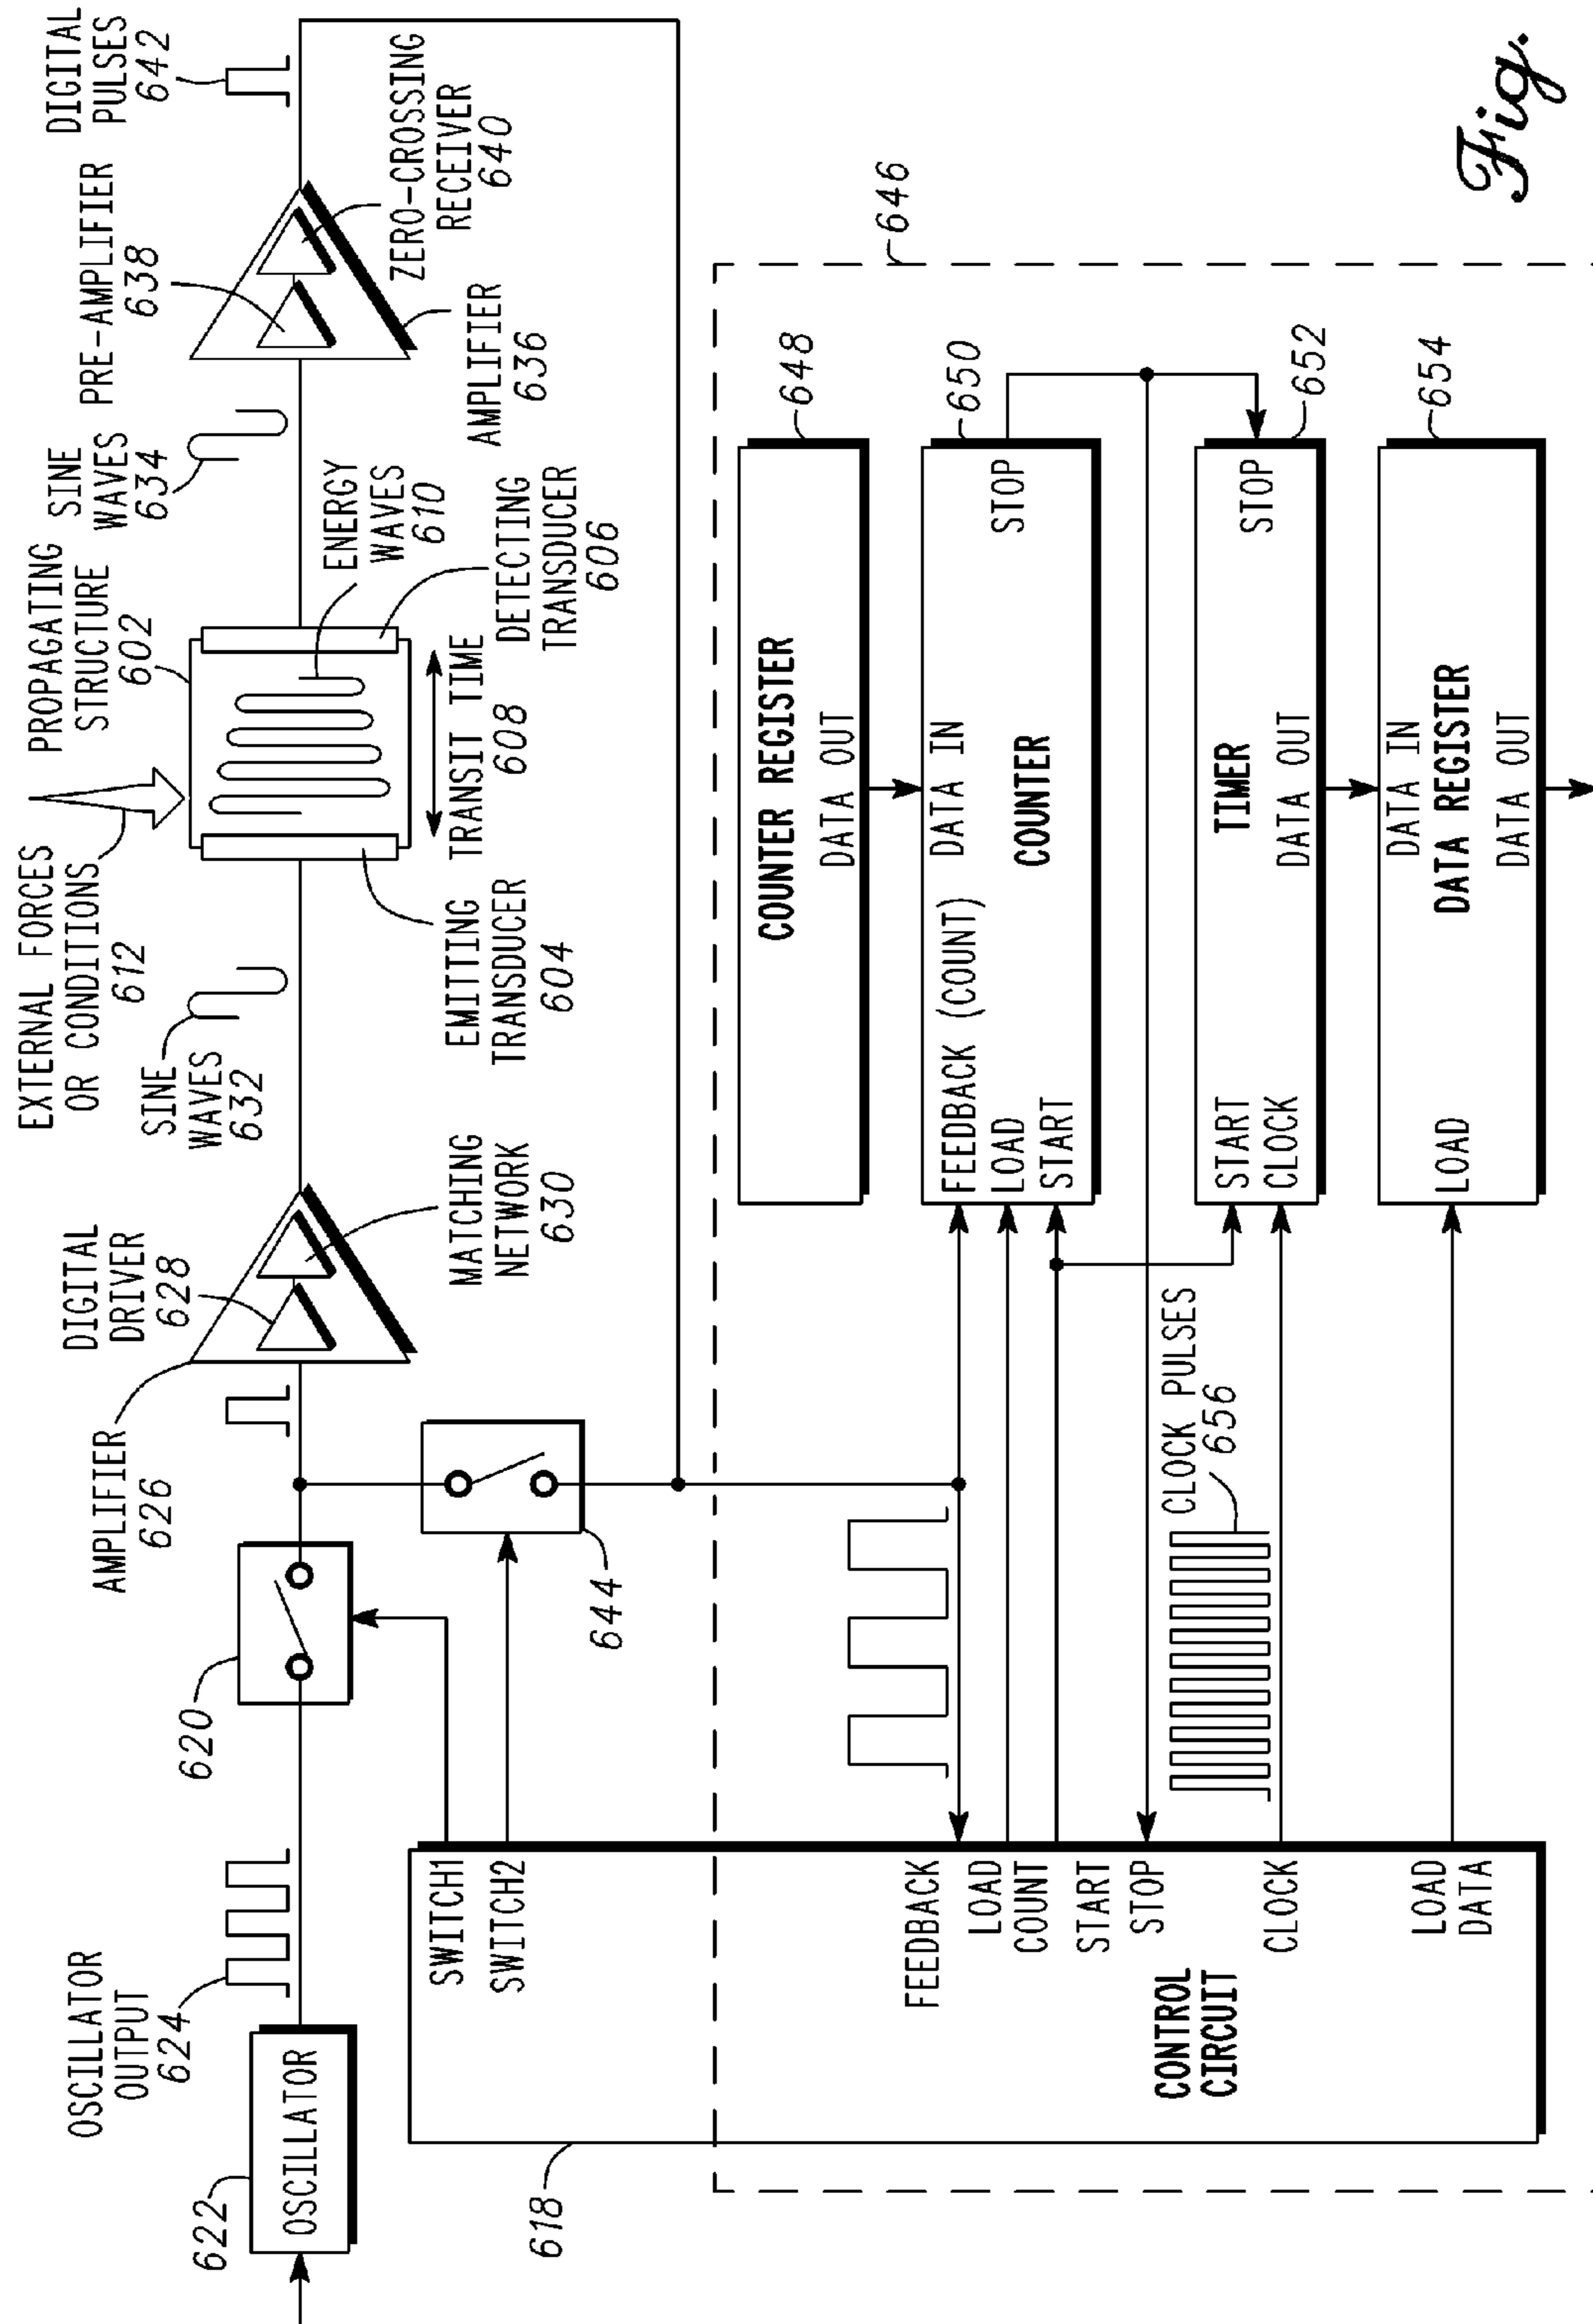 EXTERNAL FORCES
OR CONDITIONS
612
PROPAGATING
STRUCTURE
602
SINE
WAVES
634
PRE-AMPLIFIER
638
DIGITAL
PULSES
642
OSCILLATOR
OUTPUT
624
622
OSCILLATOR
620
AMPLIFIER
626
DIGITAL
DRIVER
628
SINE
WAVES
632
MATCHING
NETWORK
630
EMITTING
TRANSDUCER
604
TRANSIT TIME
608
ENERGY
WAVES
610
DETECTING
TRANSDUCER
606
AMPLIFIER
636
ZERO-CROSSING
RECEIVER
640
644
618
646
SWITCH1
SWITCH2
FEEDBACK
LOAD
COUNT
START
STOP
CLOCK
LOAD
DATA
CONTROL
CIRCUIT
CLOCK PULSES
656
648
COUNTER REGISTER
DATA OUT
650
DATA IN
FEEDBACK (COUNT)
LOAD
START
COUNTER
STOP
652
TIMER
START
CLOCK
STOP
DATA OUT
654
DATA IN
DATA REGISTER
LOAD
DATA OUT
Fig.